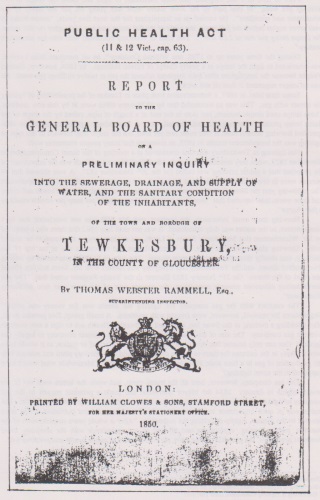 PUBLIC HEALTH ACT
(11 & 12 Vict., cap. 63).
REPORT
TO THE
GENERAL BOARD OF HEALTH
ON A
PRELIMINARY INQUIRY
INTO THE SEWERAGE, DRAINAGE, AND SUPPLY OF
WATER, AND THE SANITARY CONDITION
OF THE INHABITANTS,
OF THE TOWN AND BOROUGH OF
TEWKESBURY,
IN THE COUNTY OF GLOUCESTER.
BY THOMAS WEBSTER RAMMELL, ESQ.,
SUPERINTENDING INSPECTOR.
LONDON:
PRINTED BY WILLIAM CLOWES & SONS, STAMFORD STREET,
FOR HER MAJESTY'S STATIONERY OFFICE.
1850.